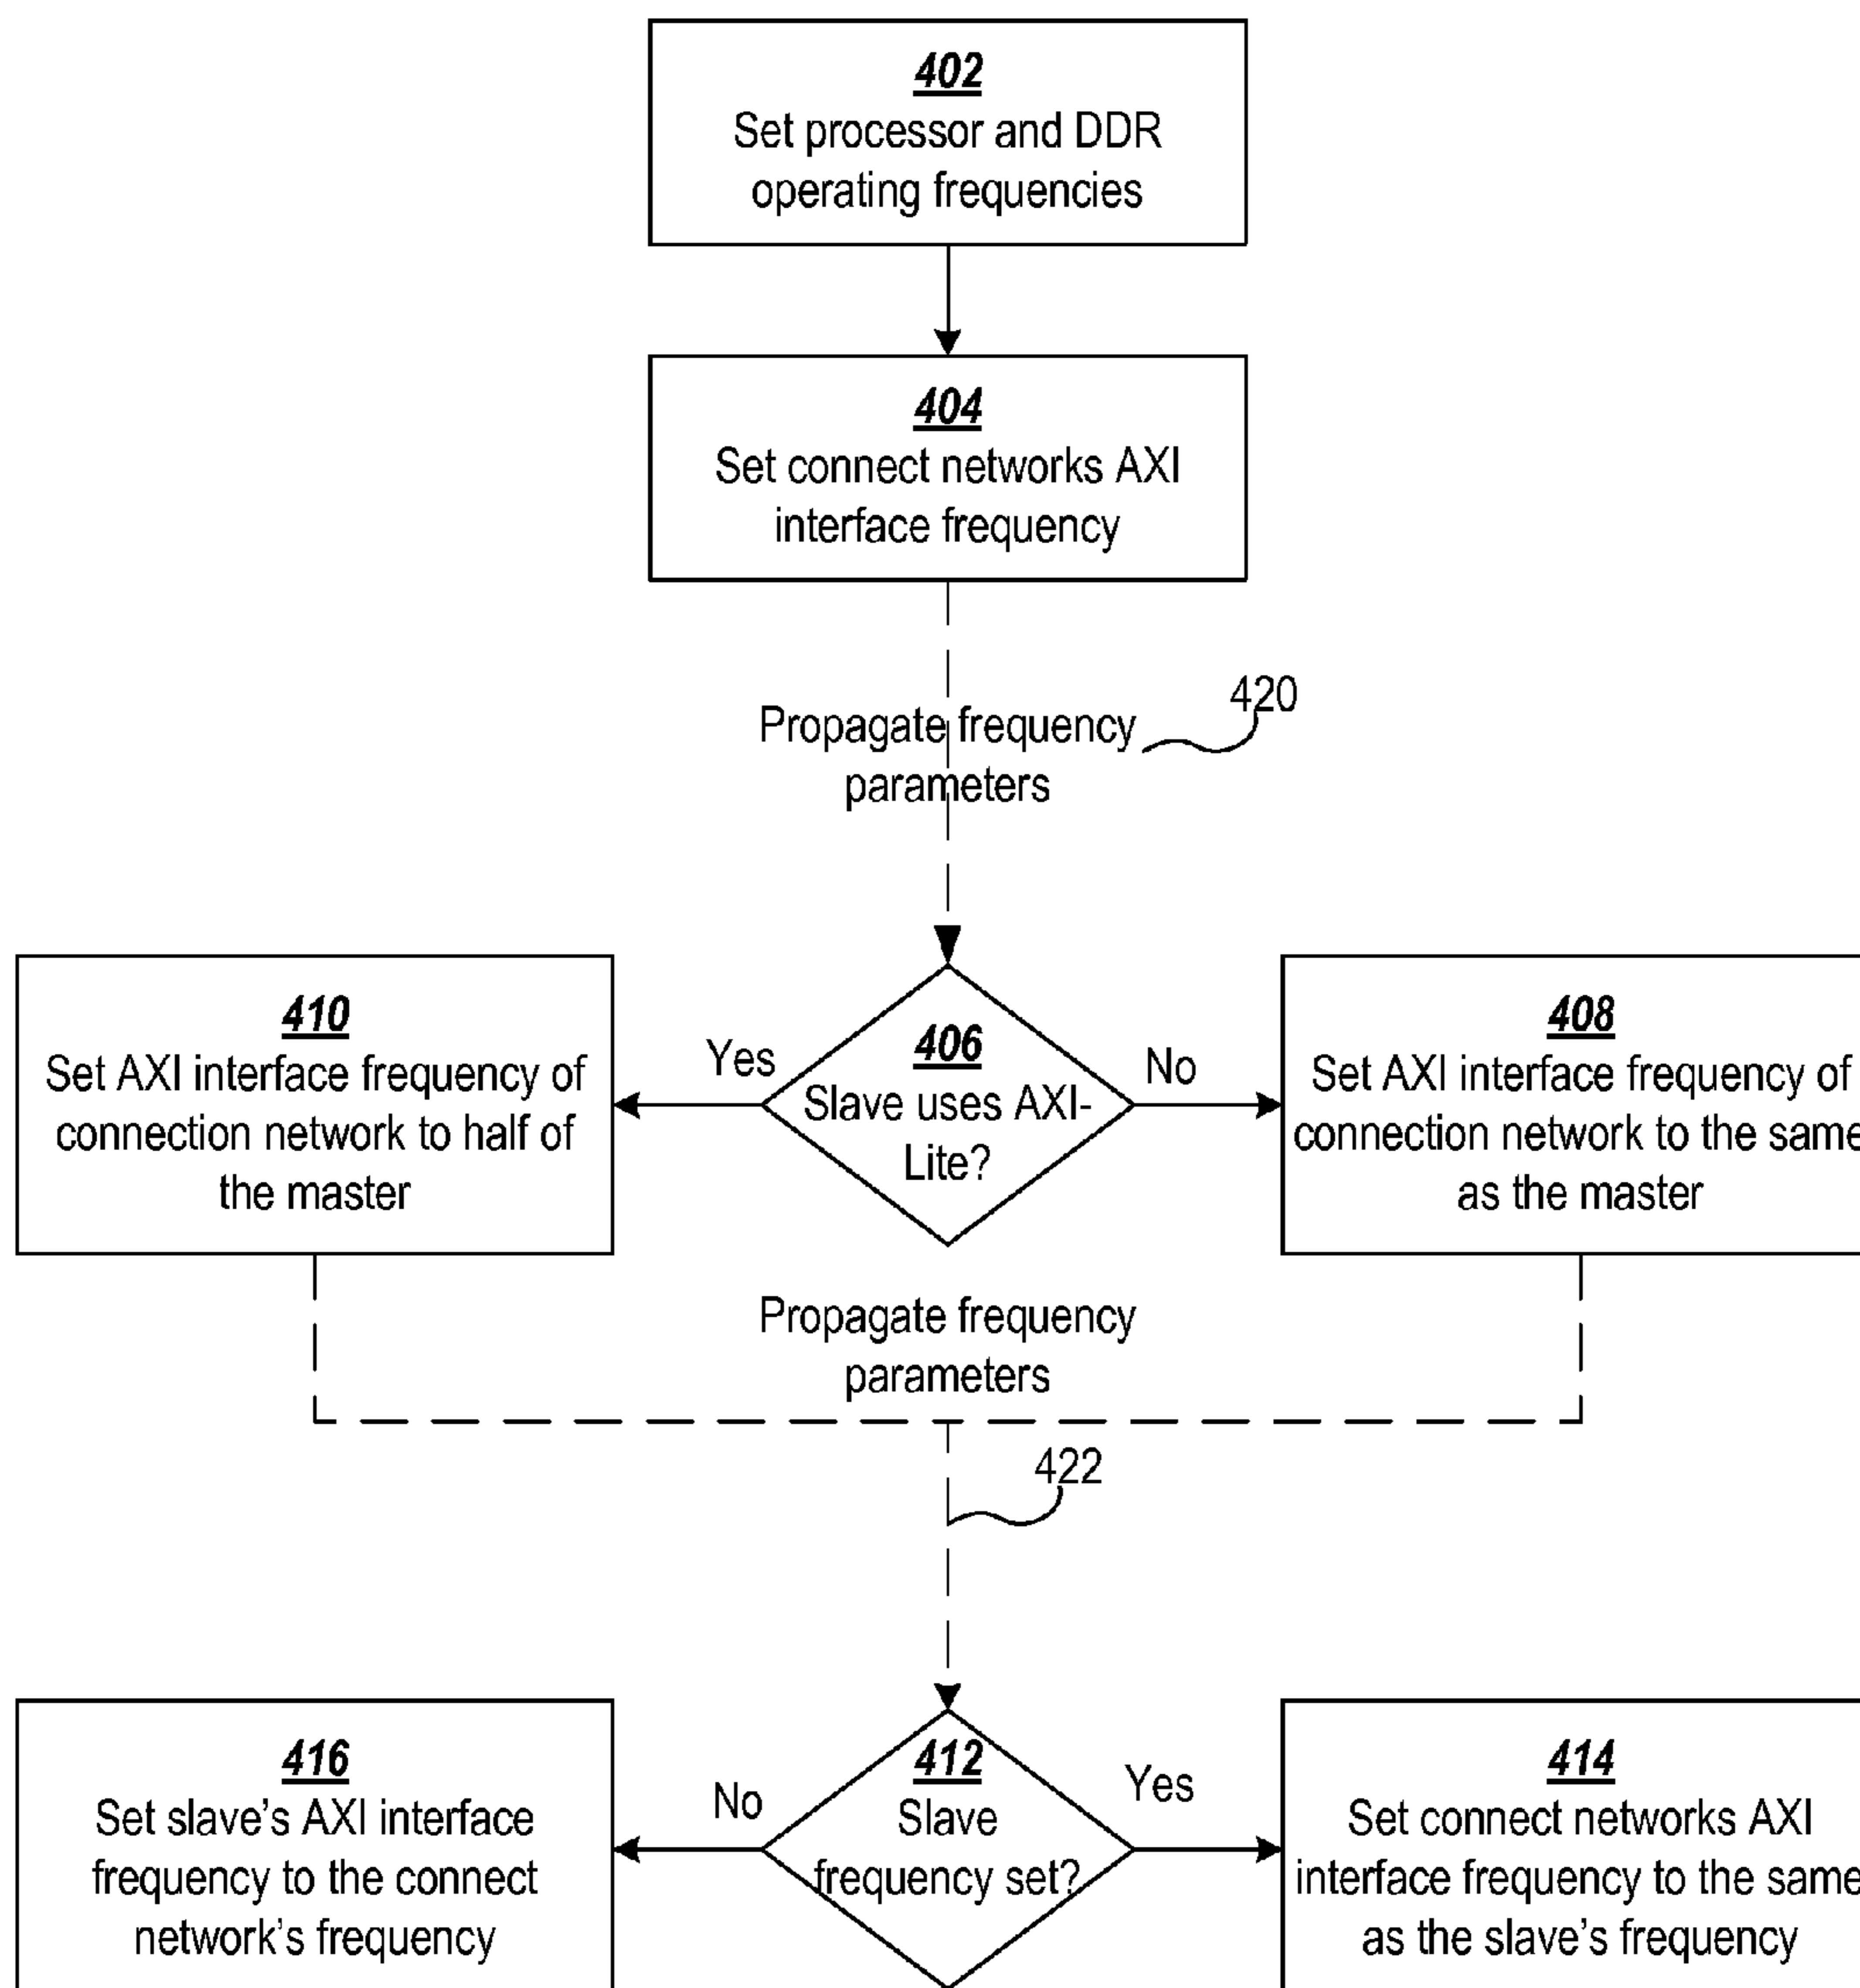 402
Set processor and DDR
operating frequencies
404
Set connect networks AXI
interface frequency
420
Propagate frequency
parameters
410
Set AXI interface frequency of
connection network to half of
the master
Yes
406
Slave uses AXI-
Lite?
No
408
Set AXI interface frequency of
connection network to the same
as the master
Propagate frequency
parameters
422
416
Set slave's AXI interface
frequency to the connect
network's frequency
No
412
Slave
frequency set?
Yes
414
Set connect networks AXI
interface frequency to the same
as the slave's frequency